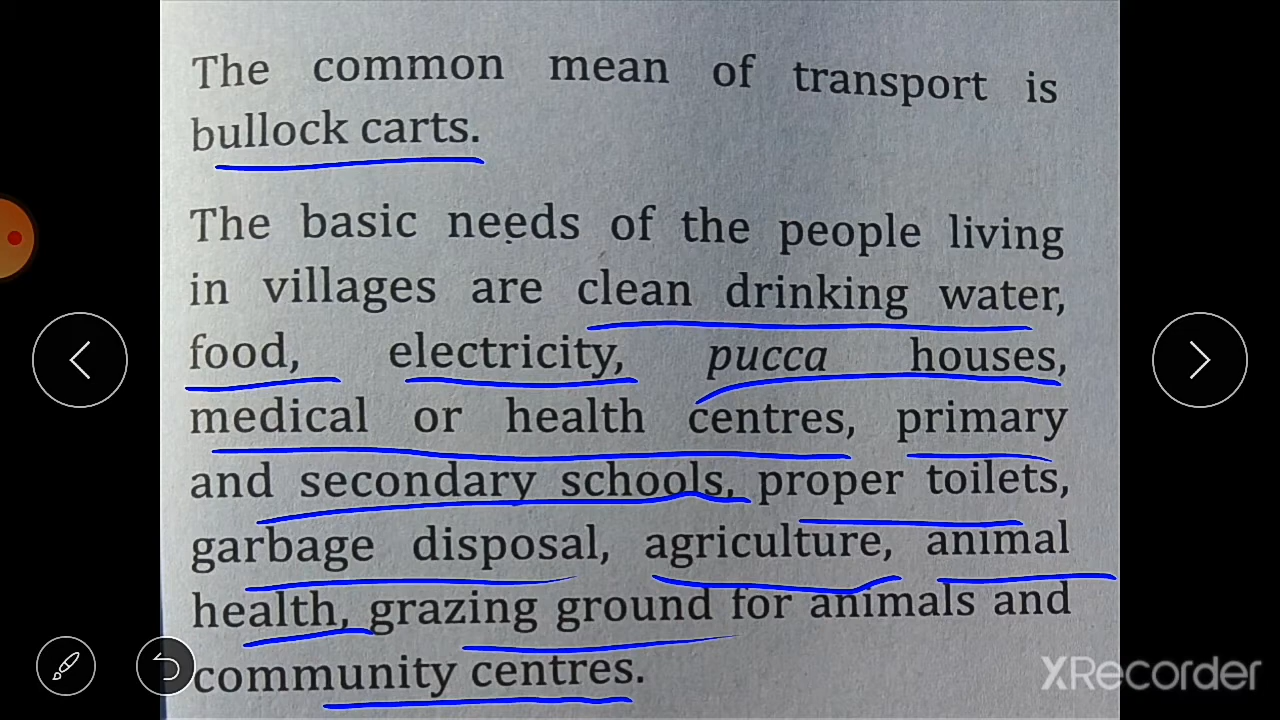 The common mean of transport is
bullock carts.
The basic needs of the people living
in villages are clean drinking water,
food, electricity, pucca houses,
medical or health centres, primary
and secondary schools, proper toilets,
garbage disposal, agriculture, animal
health, grazing ground for animals and
community centres.
XRecorder